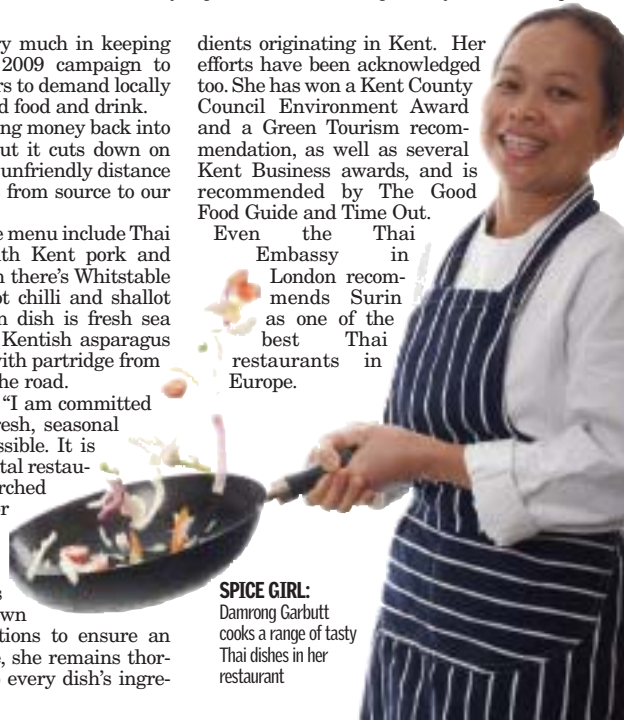 ry much in keeping
2009 campaign to
rs to demand locally
d food and drink.
ng money back into
ut it cuts down on
unfriendly distance
from source to our
e menu include Thai
ith Kent pork and
n there's Whitstable
ot chilli and shallot
n dish is fresh sea
Kentish asparagus
with partridge from
he road.
“I am committed
resh, seasonal
ssible. It is
tal restau-
rched
r
s
wn
tions to ensure an
, she remains thor-
every dish's ingre-
dients originating in Kent. Her
efforts have been acknowledged
too. She has won a Kent County
Council Environment Award
and a Green Tourism recom-
mendation, as well as several
Kent Business awards, and is
recommended by The Good
Food Guide and Time Out.
Even the Thai
Embassy in
London recom-
mends Surin
as one of the
best Thai
restaurants in
Europe.
SPICE GIRL:
Damrong Garbutt
cooks a range of tasty
Thai dishes in her
restaurant